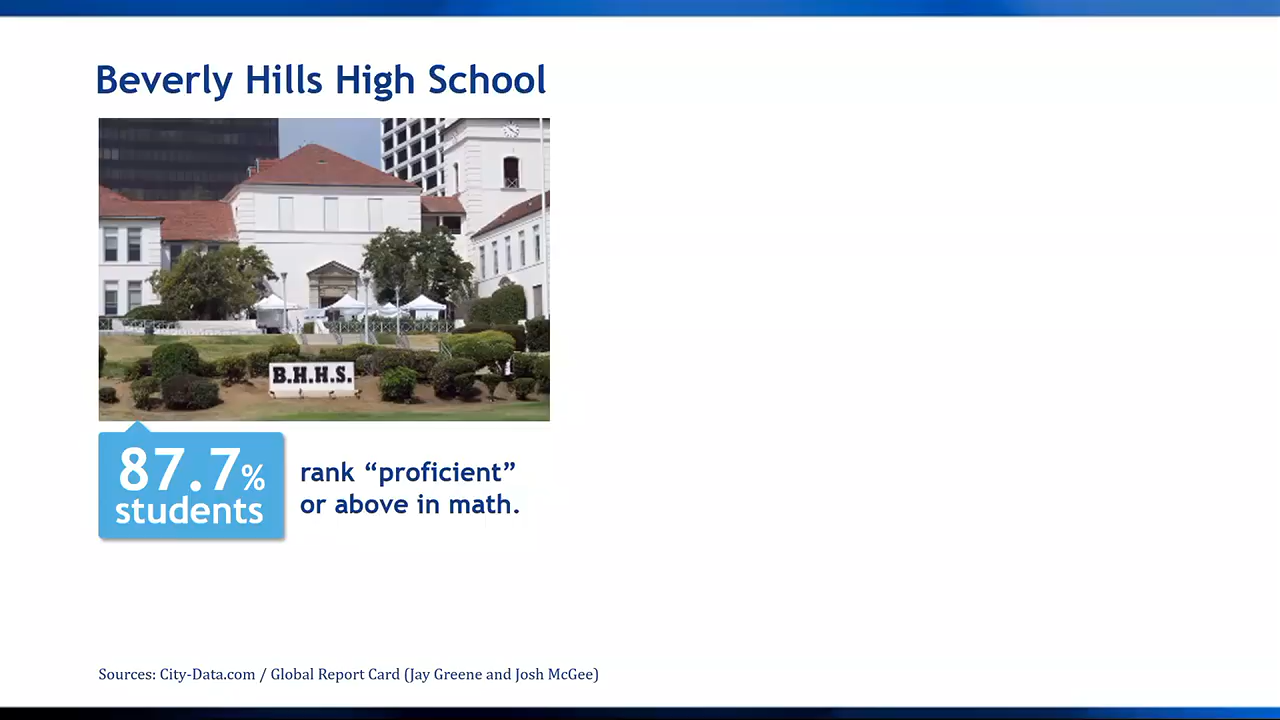 Beverly Hills High School
B.H.H.S.
87.7%
students
rank “proficient”
or above in math.
Sources: City-Data.com / Global Report Card (Jay Greene and Josh McGee)